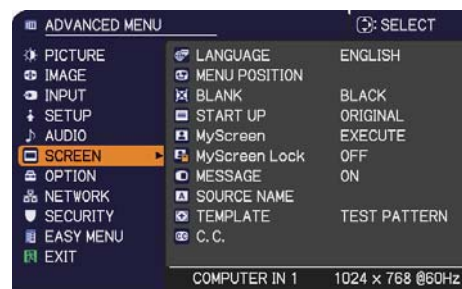 ADVANCED MENU : SELECT
PICTURE LANGUAGE ENGLISH
IMAGE MENU POSITION
INPUT BLANK BLACK
SETUP START UP ORIGINAL
AUDIO MyScreen EXECUTE
SCREEN MyScreen Lock OFF
OPTION MESSAGE ON
NETWORK SOURCE NAME
SECURITY TEMPLATE TEST PATTERN
EASY MENU C.C.
EXIT
COMPUTER IN 1 1024 x 768 @60Hz